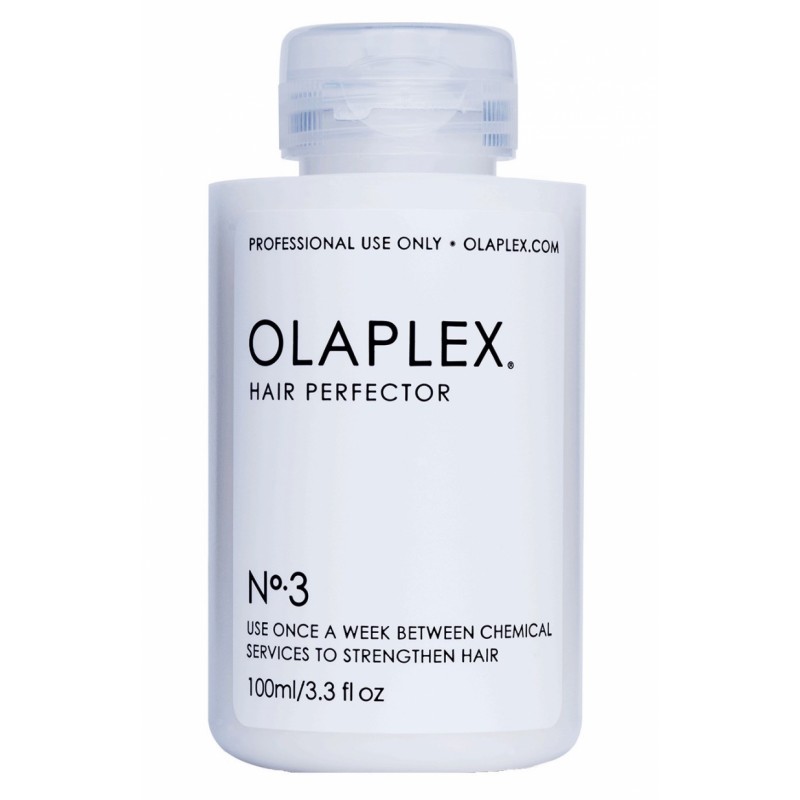 PROFESSIONAL USE ONLY • OLAPLEX.COM
OLAPLEX®
HAIR PERFECTOR
Nº.3
USE ONCE A WEEK BETWEEN CHEMICAL
SERVICES TO STRENGTHEN HAIR
100ml/3.3 fl oz